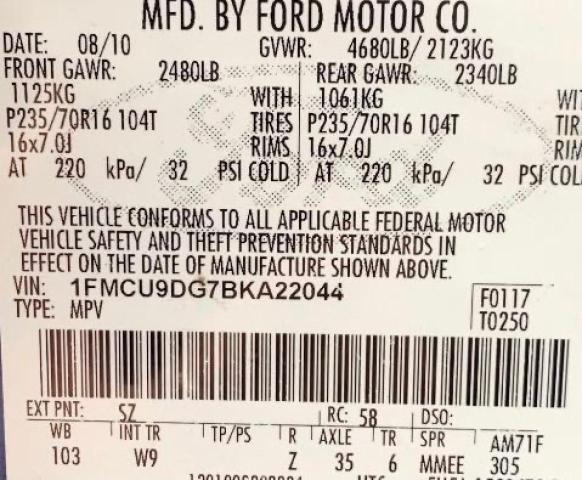 MFD. BY FORD MOTOR CO.
DATE: 08/10 GVWR: 4680LB/ 2123KG
FRONT GAWR: 2480LB REAR GAWR: 2340LB
1125KG WITH 1061KG WIT
P235/70R16 104T TIRES P235/70R16 104T TIR
16x7.0J RIMS 16x7.0J RIM
AT 220 kPa/ 32 PSI COLD AT 220 kPa/ 32 PSI COL
THIS VEHICLE CONFORMS TO ALL APPLICABLE FEDERAL MOTOR
VEHICLE SAFETY AND THEFT PREVENTION STANDARDS IN
EFFECT ON THE DATE OF MANUFACTURE SHOWN ABOVE.
VIN: 1FMCU9DG7BKA22044 F0117
TYPE: MPV T0250
EXT PNT: SZ RC: 58 DSO:
WB INT TR TP/PS R AXLE TR SPR AM71F
103 W9 Z 35 6 MMEE 305